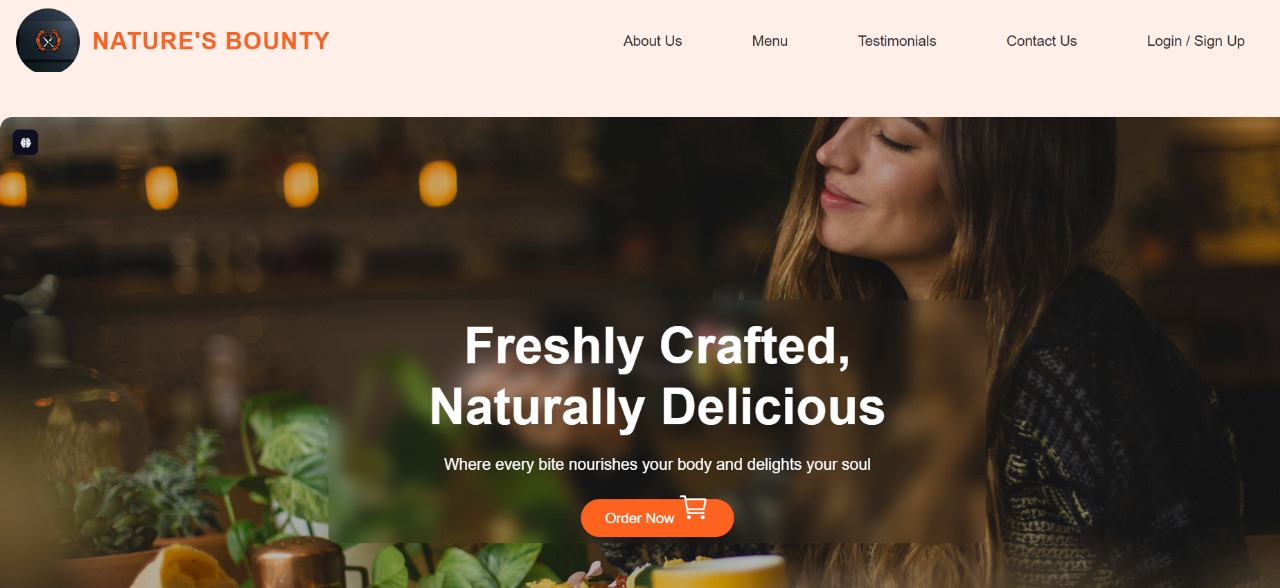 NATURE'S BOUNTY
About Us
Menu
Testimonials
Contact Us
Login / Sign Up
Freshly Crafted,
Naturally Delicious
Where every bite nourishes your body and delights your soul
Order Now